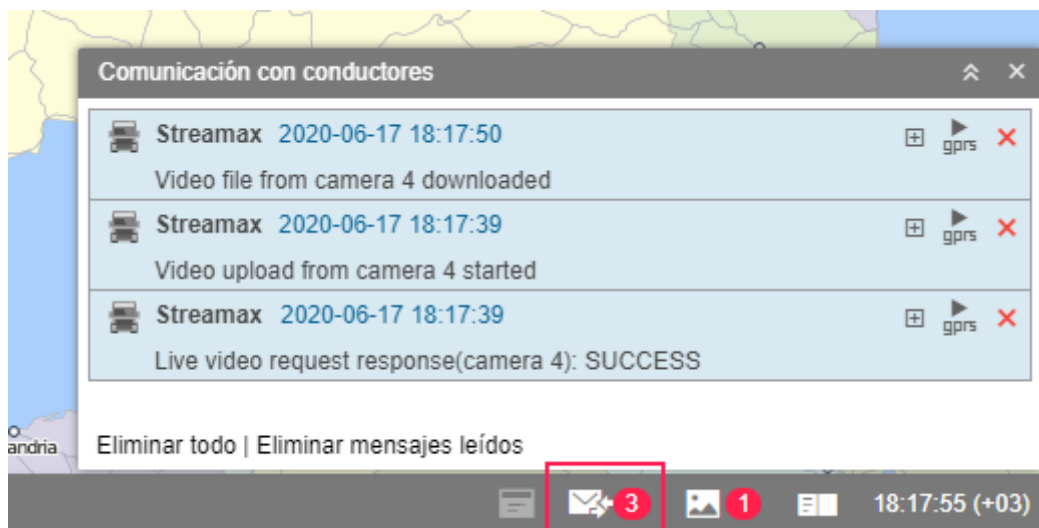 Comunicación con conductores
Streamax 2020-06-17 18:17:50
gprs
Video file from camera 4 downloaded
Streamax 2020-06-17 18:17:39
gprs
Video upload from camera 4 started
Streamax 2020-06-17 18:17:39
gprs
Live video request response(camera 4): SUCCESS
andria
Eliminar todo | Eliminar mensajes leídos
3
1
18:17:55 (+03)